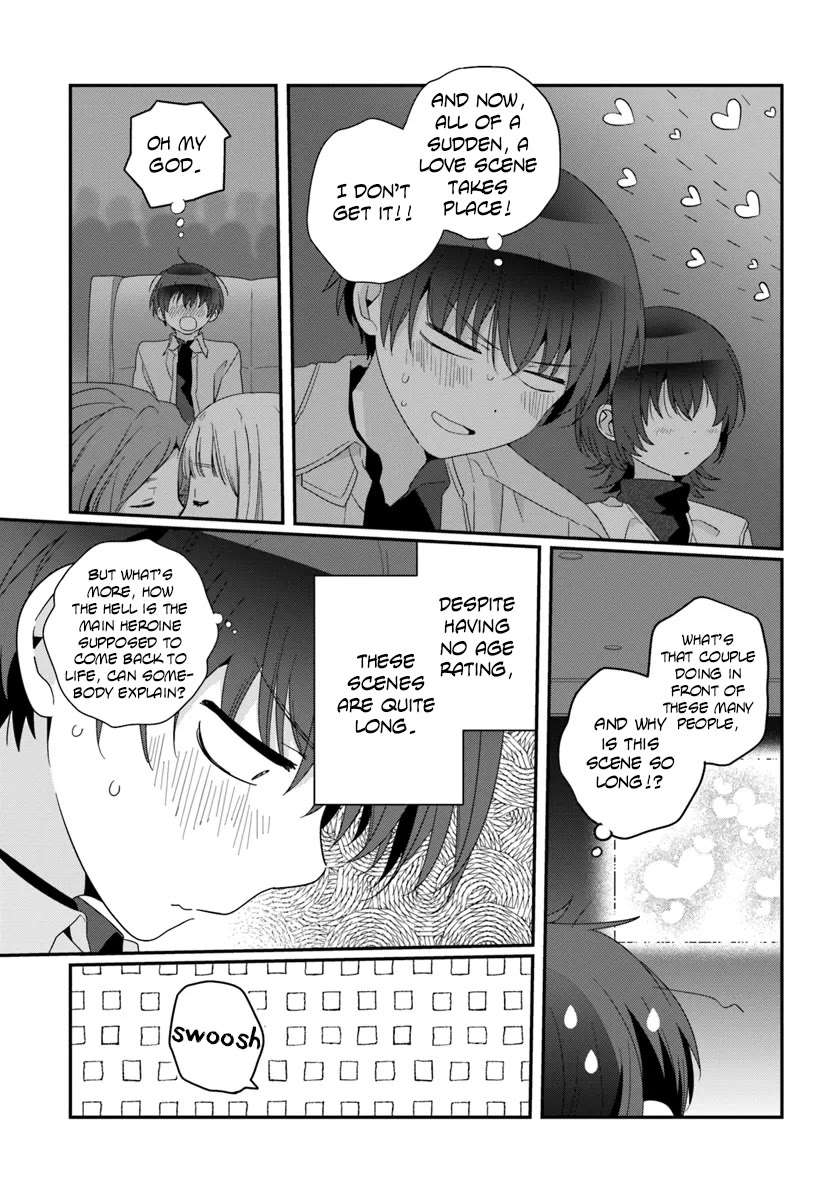 AND NOW,
ALL OF A
SUDDEN, A
LOVE SCENE
TAKES
PLACE!
I DON'T
GET IT!!
OH MY
GOD.
WHAT'S
THAT COUPLE
DOING IN
FRONT OF
THESE MANY
PEOPLE,
AND WHY
IS THIS
SCENE SO
LONG!?
DESPITE
HAVING
NO AGE
RATING,
THESE
SCENES
ARE QUITE
LONG.
BUT WHAT'S
MORE, HOW
THE HELL IS THE
MAIN HEROINE
SUPPOSED TO
COME BACK TO
LIFE, CAN SOME-
BODY EXPLAIN?
swoosh